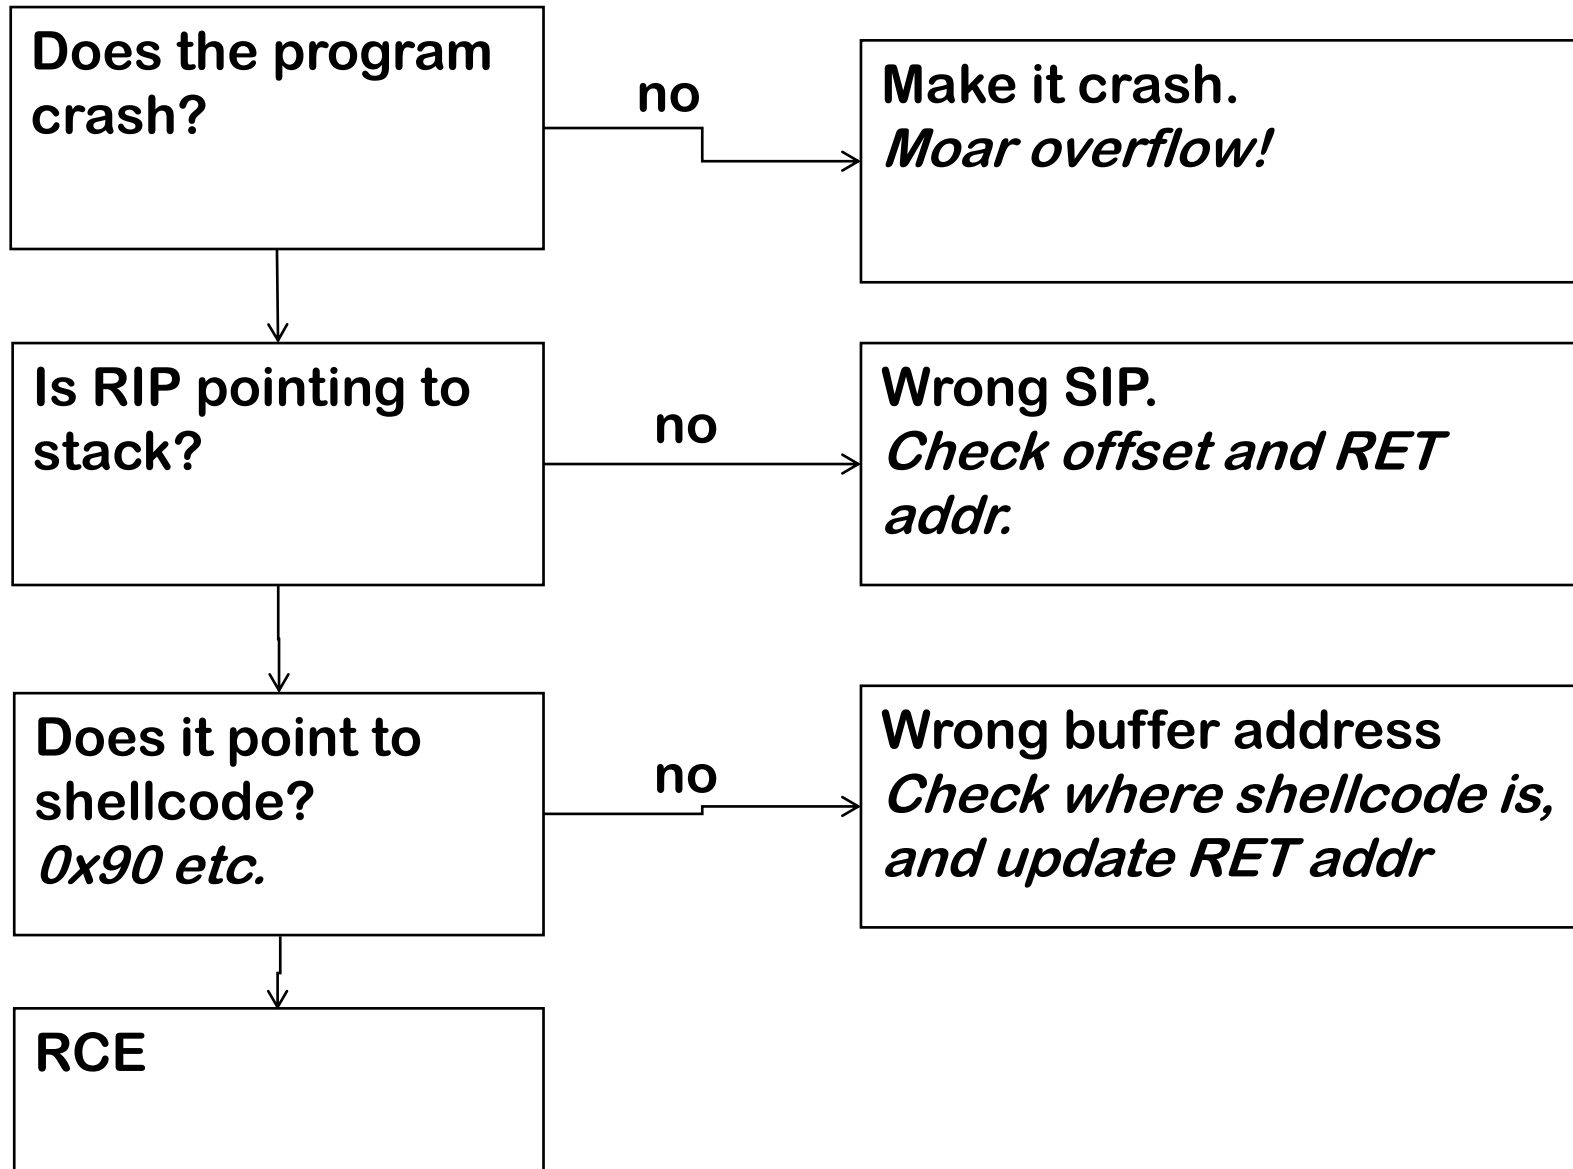 Does the program
crash?
no
Make it crash.
Moar overflow!
Is RIP pointing to
stack?
no
Wrong SIP.
Check offset and RET
addr.
Does it point to
shellcode?
0x90 etc.
no
Wrong buffer address
Check where shellcode is,
and update RET addr
RCE